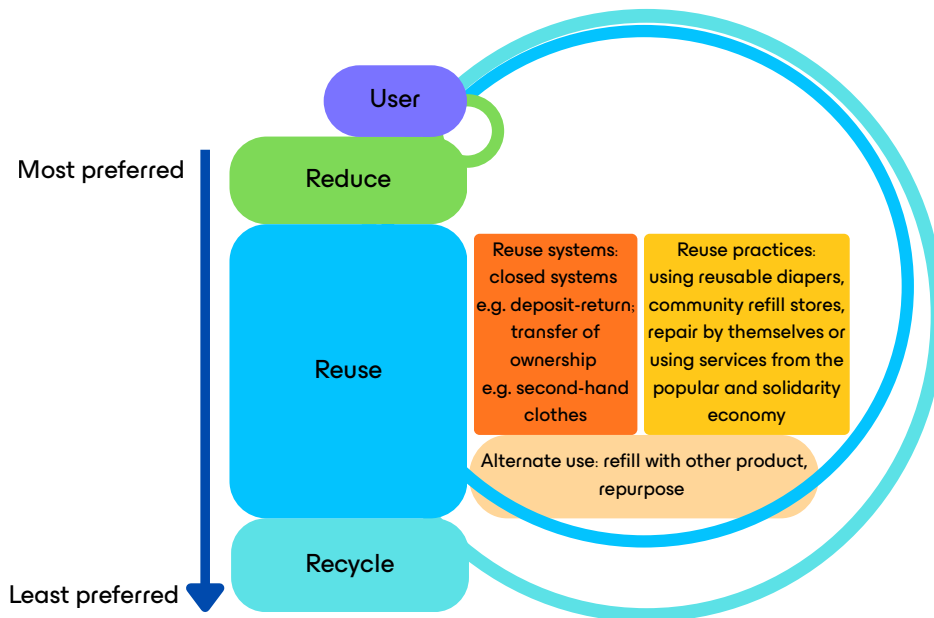 User
Most preferred
Reduce
Reuse
Reuse systems:
closed systems
e.g. deposit-return;
transfer of
ownership
e.g. second-hand
clothes
Reuse practices:
using reusable diapers,
community refill stores,
repair by themselves or
using services from the
popular and solidarity
economy
Alternate use: refill with other product,
repurpose
Recycle
Least preferred